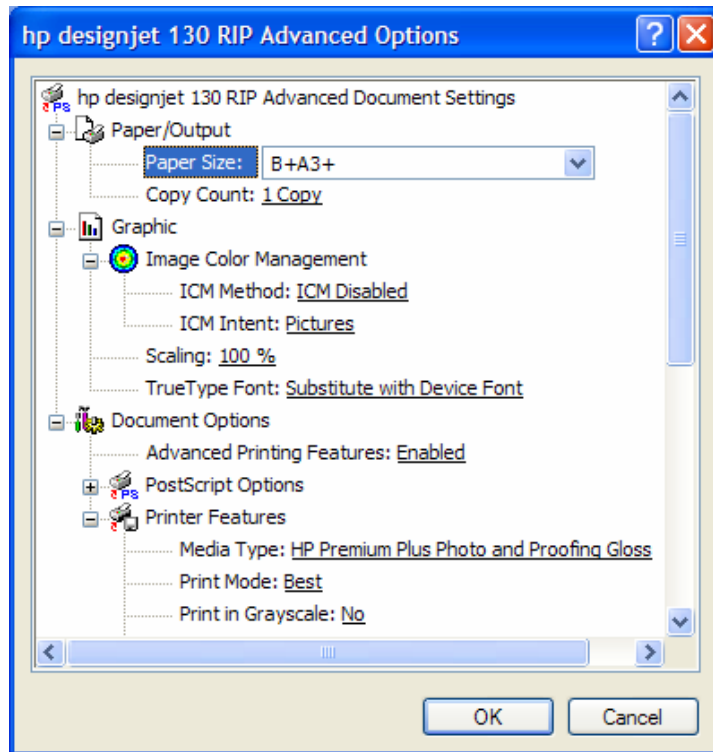 hp designjet 130 RIP Advanced Options
hp designjet 130 RIP Advanced Document Settings
Paper/Output
Paper Size: B+A3+
Copy Count: 1 Copy
Graphic
Image Color Management
ICM Method: ICM Disabled
ICM Intent: Pictures
Scaling: 100 %
TrueType Font: Substitute with Device Font
Document Options
Advanced Printing Features: Enabled
PS PostScript Options
Printer Features
Media Type: HP Premium Plus Photo and Proofing Gloss
Print Mode: Best
Print in Grayscale: No
OK Cancel